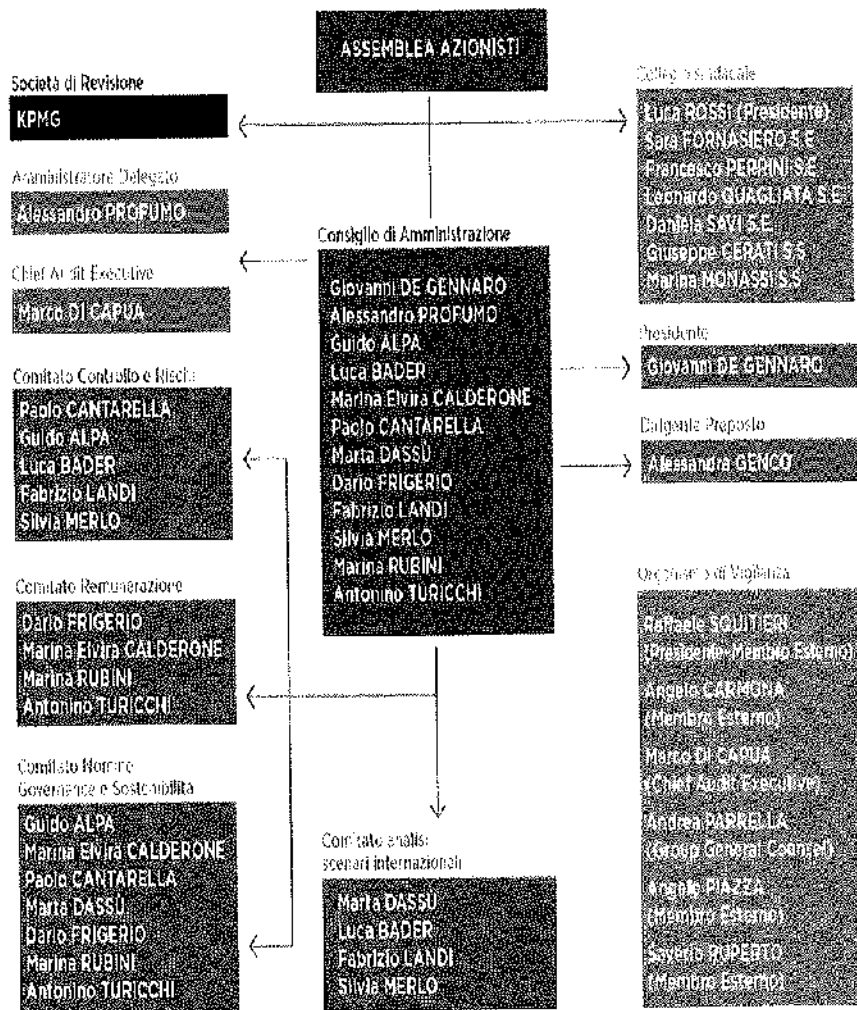 ASSEMBLEA AZIONISTI
Società di Revisione
KPMG
Amministratore Delegato
Alessandro PROFUMO
Chief Audit Executive
Marco DI CAPUA
Comitato Controllo e Rischi
Paolo CANTARELLA
Guido ALPA
Luca BADER
Fabrizio LANDI
Silvia MERLO
Comitato Remunerazione
Dario FRIGERIO
Marina Elvira CALDERONE
Marina RUBINI
Antonino TURICCHI
Comitato Nomine
Governance e Sostenibilità
Guido ALPA
Marina Elvira CALDERONE
Paolo CANTARELLA
Marta DASSÙ
Dario FRIGERIO
Marina RUBINI
Antonino TURICCHI
Consiglio di Amministrazione
Giovanni DE GENNARO
Alessandro PROFUMO
Guido ALPA
Luca BADER
Marina Elvira CALDERONE
Paolo CANTARELLA
Marta DASSÙ
Dario FRIGERIO
Fabrizio LANDI
Silvia MERLO
Marina RUBINI
Antonino TURICCHI
Comitato analisi
scenari internazionali
Marta DASSÙ
Luca BADER
Fabrizio LANDI
Silvia MERLO
Collegio sindacale
Luca ROSSI (Presidente)
Sara FORNASIERO S.E
Francesco PERRINI S.E
Leonardo QUAGLIATA S.E
Daniela SAVI S.E
Giuseppe CERATI S.S
Marina MONASSI S.S
Presidente
Giovanni DE GENNARO
Dirigente Preposto
Alessandra GENCO
Organismo di Vigilanza
Raffaele SQUITIERI
(Presidente-Membro Esterno)
Angelo CARMONA
(Membro Esterno)
Marco DI CAPUA
(Chief Audit Executive)
Andrea PARRELLA
(Group General Counsel)
Angelo PIAZZA
(Membro Esterno)
Saverio RUPERTO
(Membro Esterno)